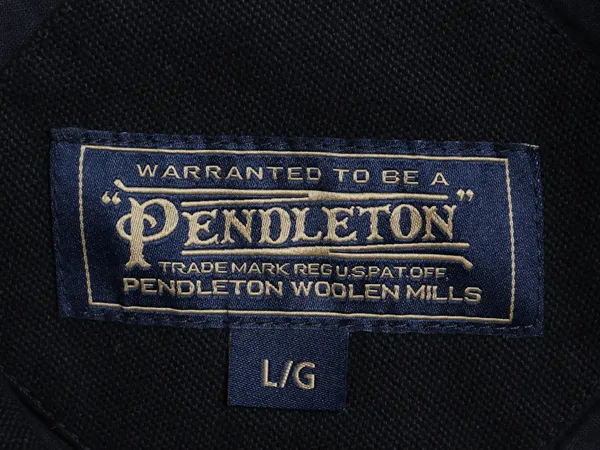 WARRANTED TO BE A
"PENDLETON"
TRADE MARK REG U.S.PAT.OFF.
PENDLETON WOOLEN MILLS
L/G